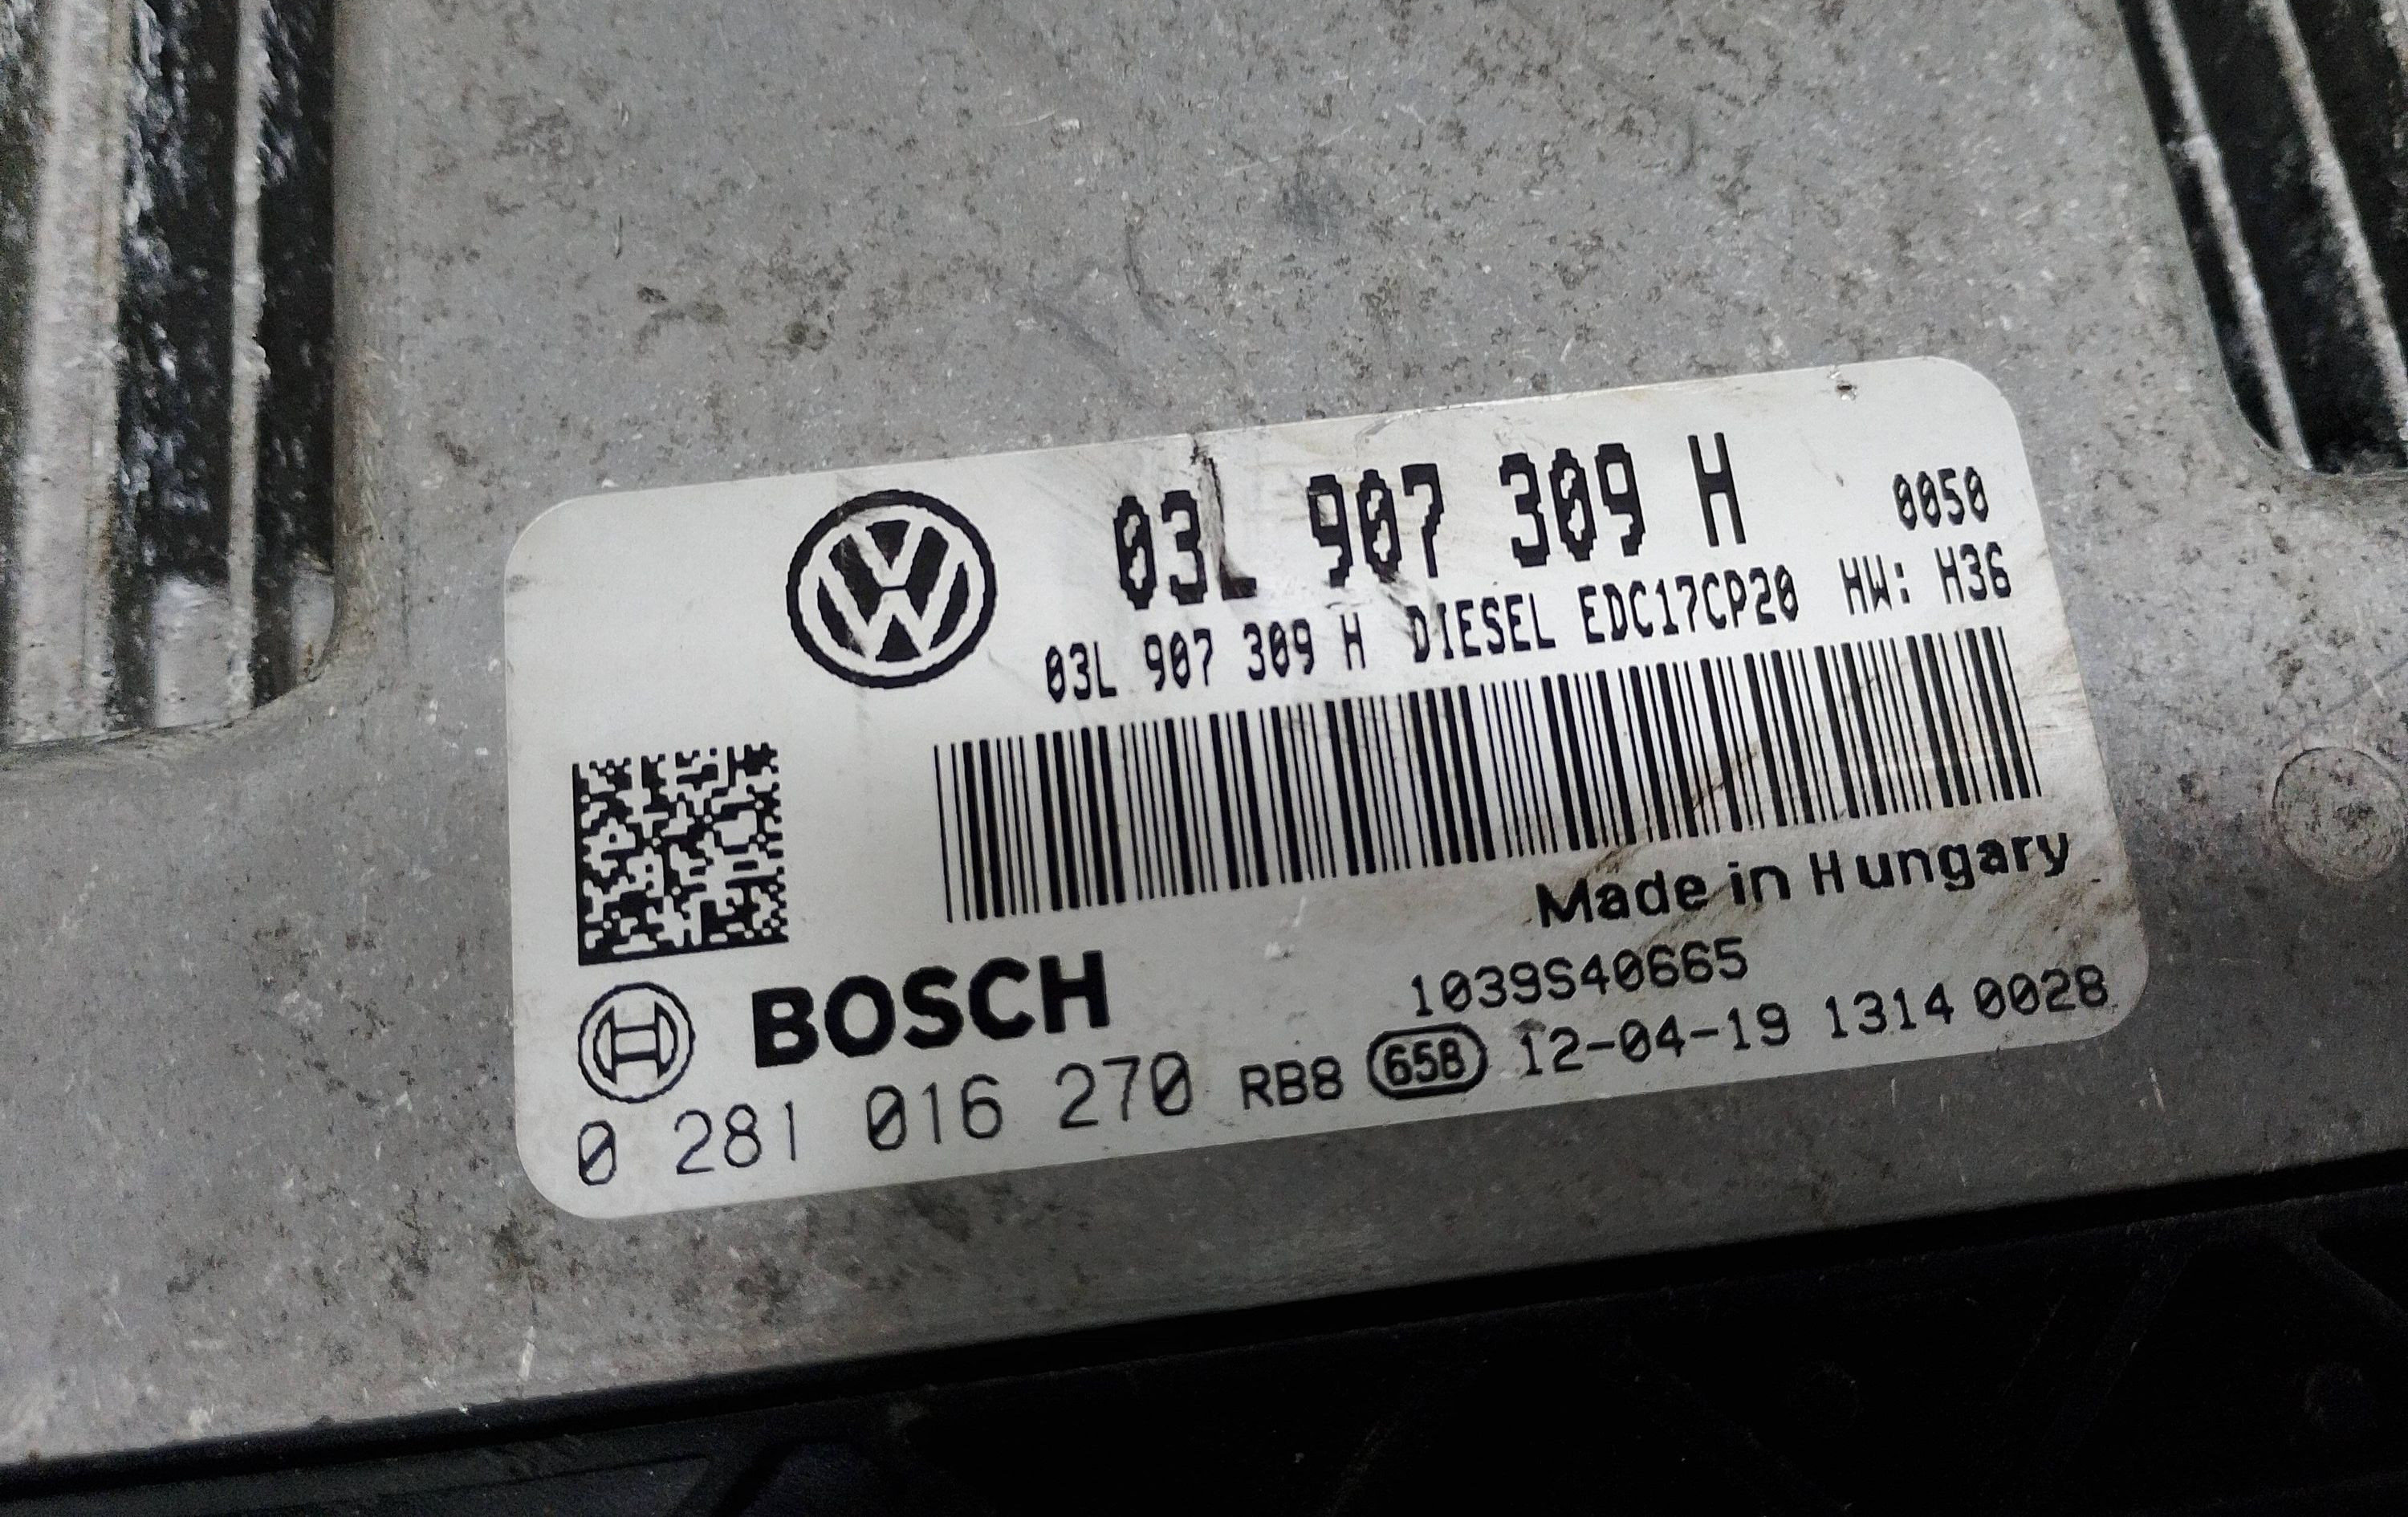 03L 907 309 H 0050
03L 907 309 H DIESEL EDC17CP20 HW: H36
Made in Hungary
BOSCH 1039S40665
0 281 016 270 RB8 658 12-04-19 1314 0028